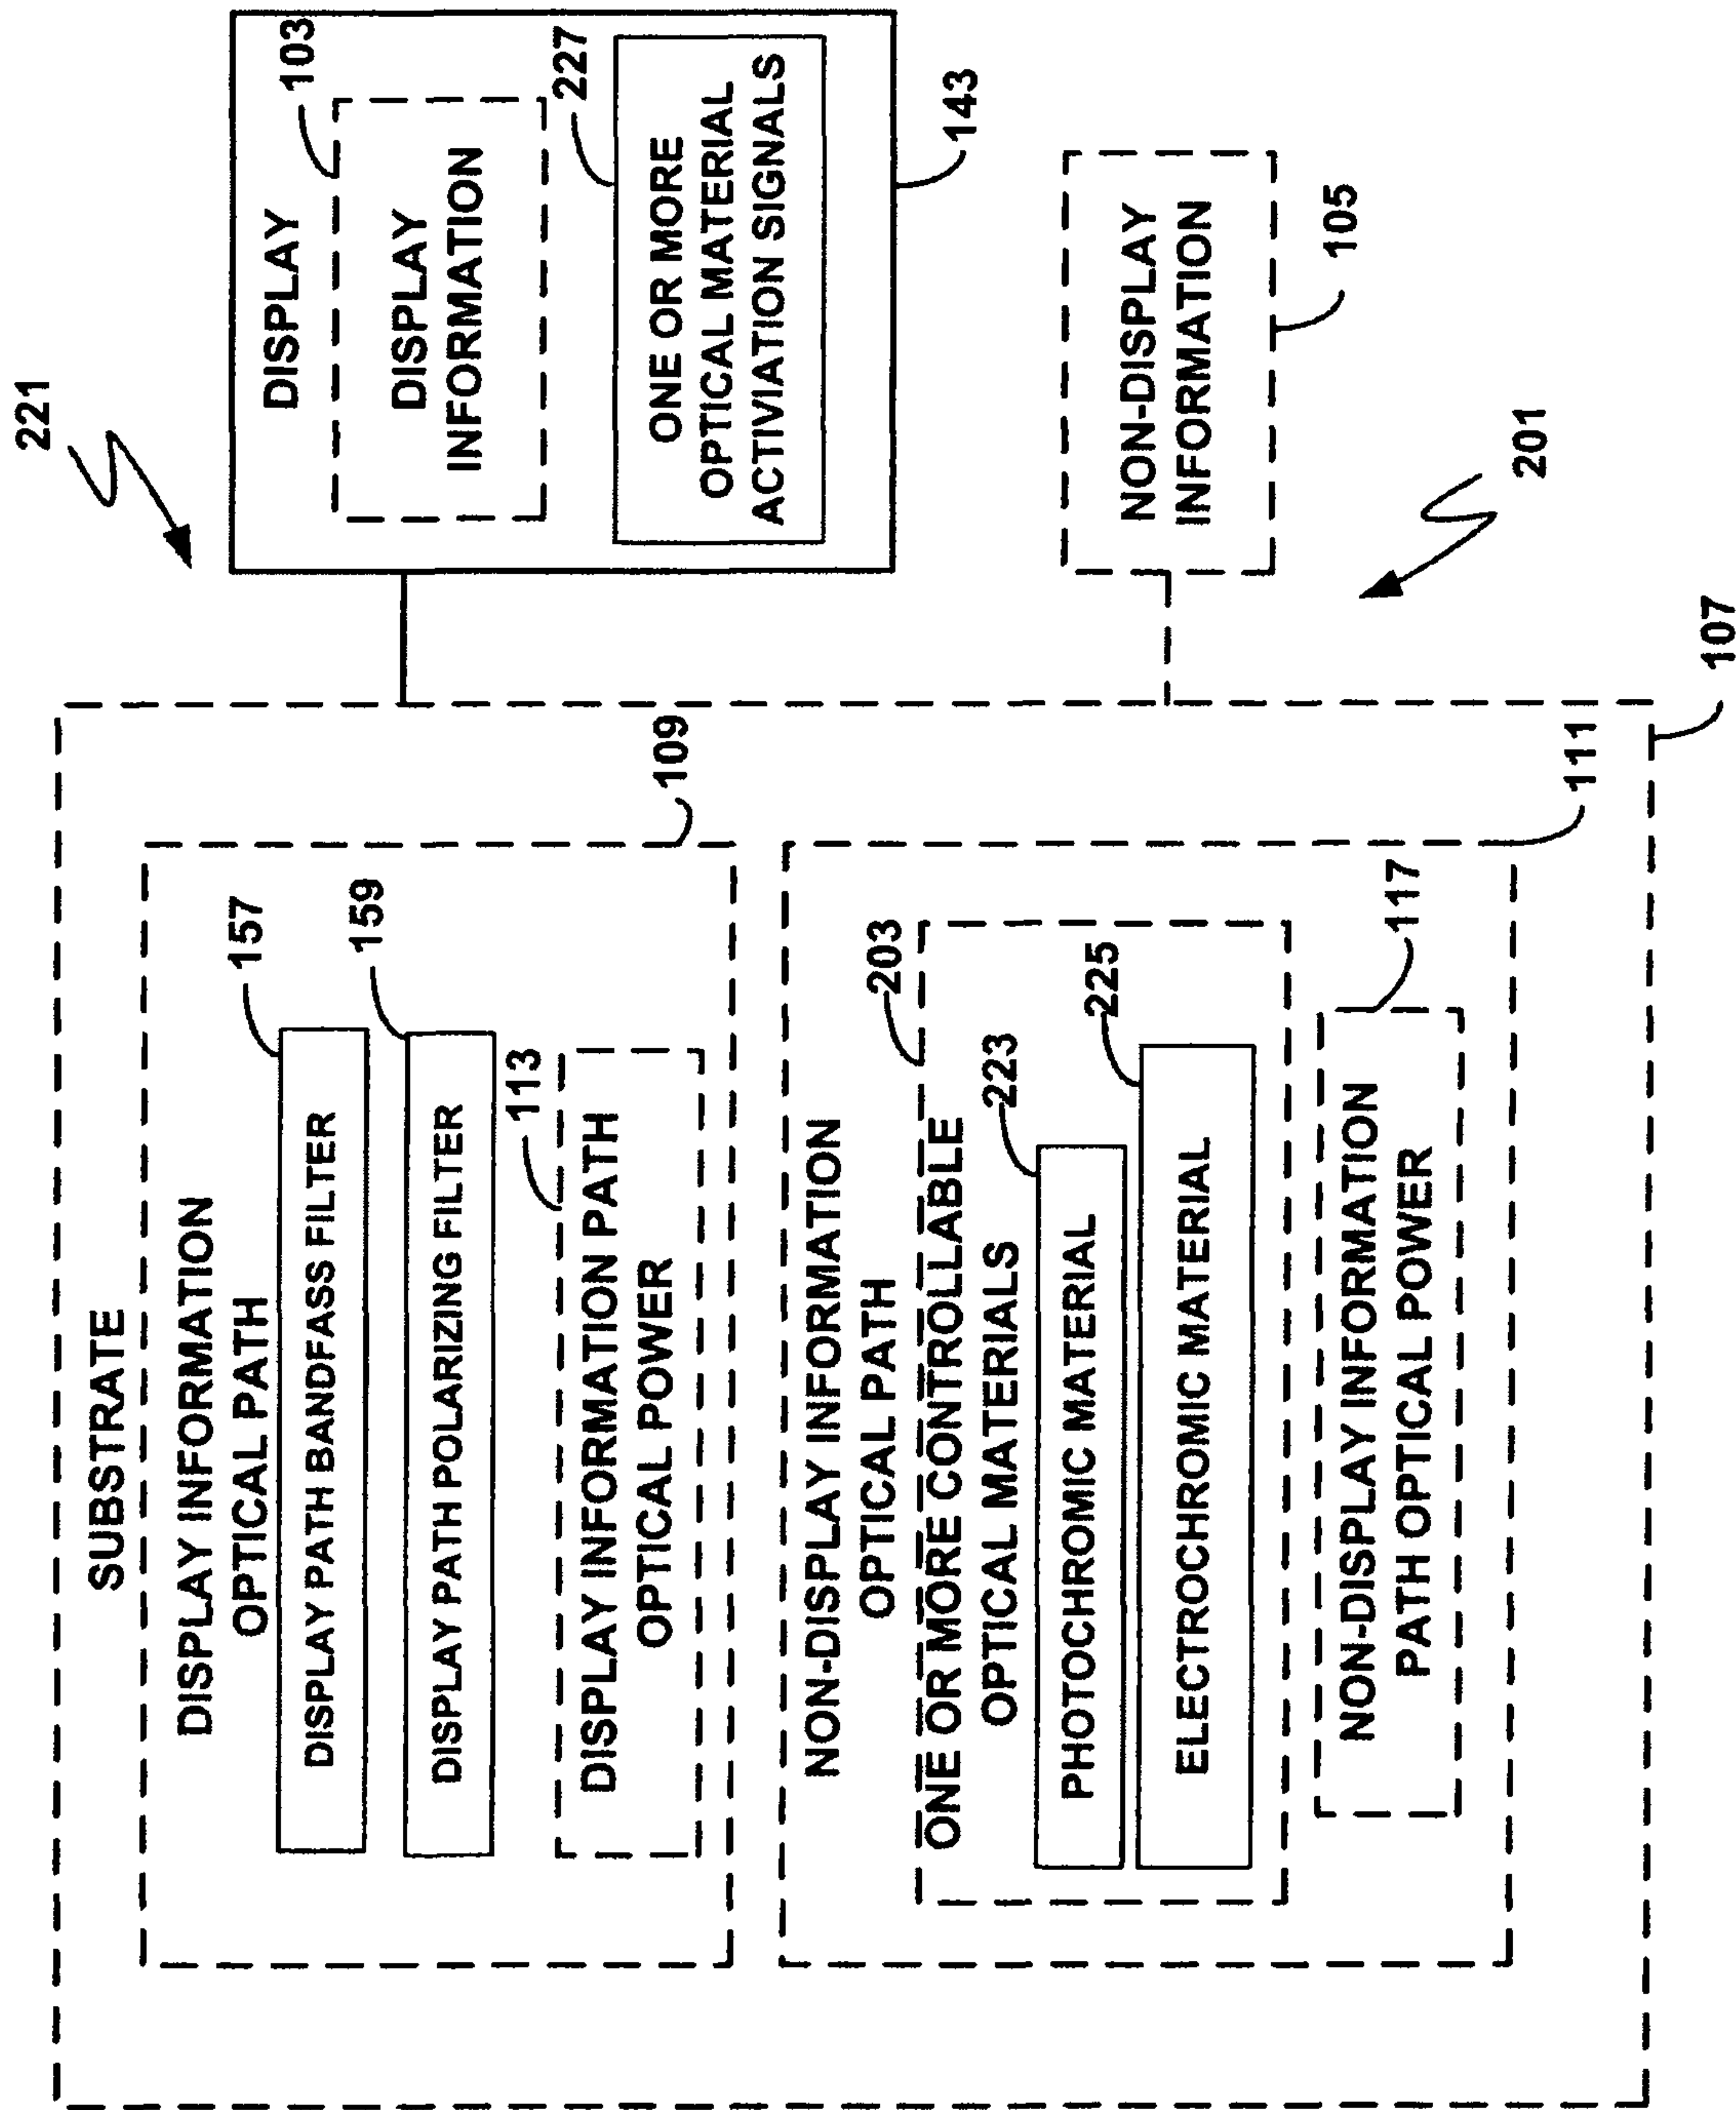 221
SUBSTRATE
DISPLAY INFORMATION
OPTICAL PATH
157
DISPLAY PATH BANDFASS FILTER
159
DISPLAY PATH POLARIZING FILTER
113
DISPLAY INFORMATION PATH
OPTICAL POWER
109
NON-DISPLAY INFORMATION
OPTICAL PATH
203
ONE OR MORE CONTROLLABLE
OPTICAL MATERIALS
223
PHOTOCHROMIC MATERIAL
225
ELECTROCHROMIC MATERIAL
117
NON-DISPLAY INFORMATION
PATH OPTICAL POWER
111
107
DISPLAY
103
DISPLAY
INFORMATION
227
ONE OR MORE
OPTICAL MATERIAL
ACTIVIATION SIGNALS
143
NON-DISPLAY
INFORMATION
105
201